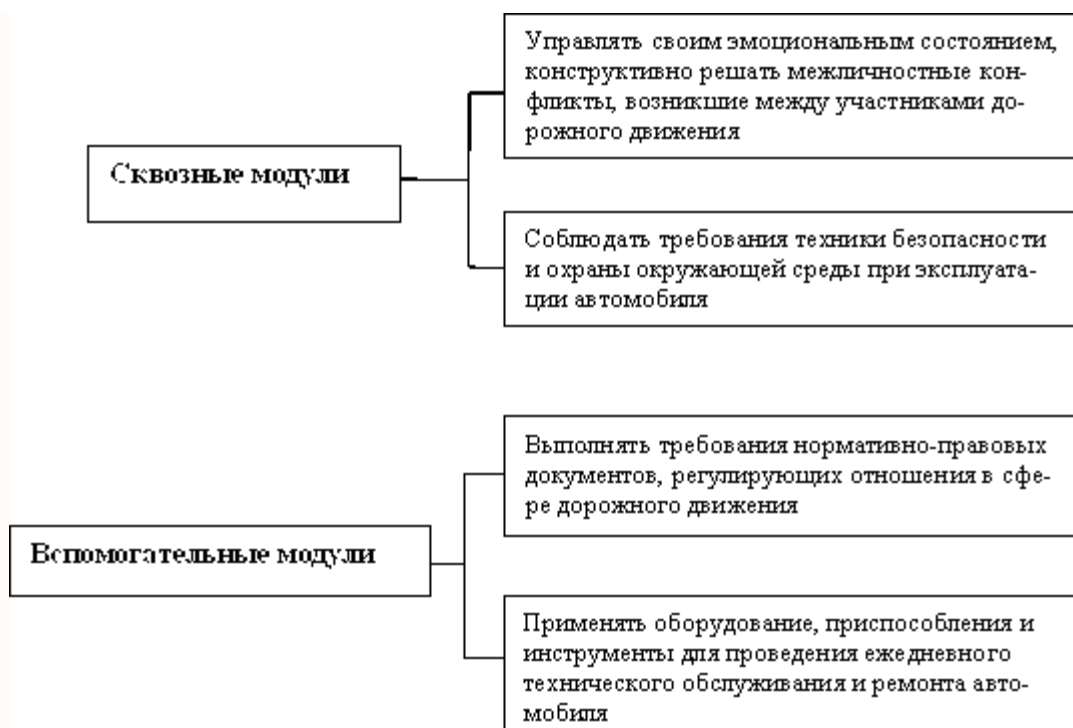 Управлять своим эмоциональным состоянием,
конструктивно решать межличностные кон-
фликты, возникшие между участниками до-
рожного движения
Сквозные модули
Соблюдать требования техники безопасности
и охраны окружающей среды при эксплуата-
ции автомобиля
Выполнять требования нормативно-правовых
документов, регулирующих отношения в сфе-
ре дорожного движения
Вспомогательные модули
Применять оборудование, приспособления и
инструменты для проведения ежедневного
технического обслуживания и ремонта авто-
мобиля